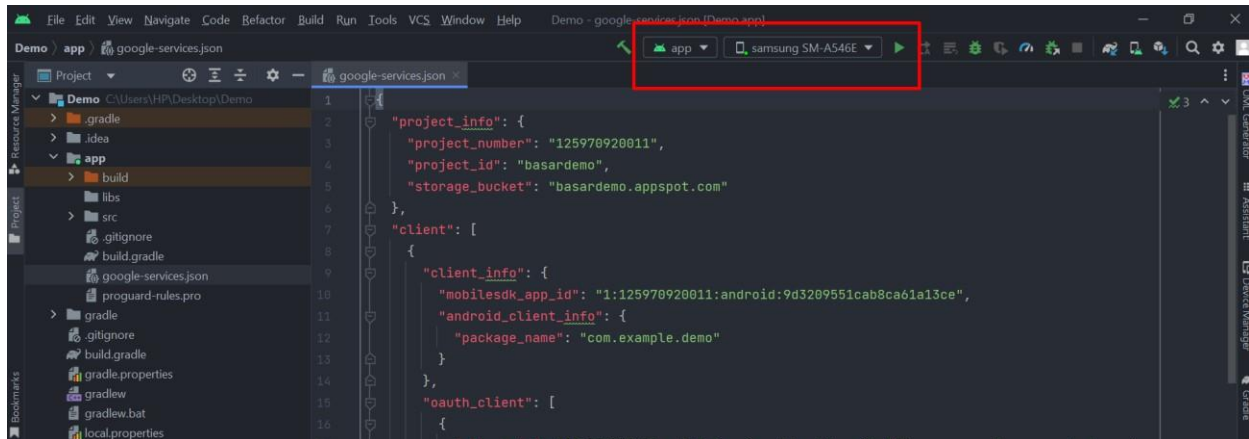 File Edit View Navigate Code Refactor Build Run Tools VCS Window Help Demo - google-services.json [Demo.app]
Demo app google-services.json app samsung SM-A546E
Project google-services.json
Resource Manager
Demo C:\Users\HP\Desktop\Demo
.gradle
.idea
app
build
libs
src
.gitignore
build.gradle
google-services.json
proguard-rules.pro
gradle
.gitignore
build.gradle
gradle.properties
gradlew
gradlew.bat
local.properties
Project
Bookmarks
1 {
2 "project_info": {
3 "project_number": "125970920011",
4 "project_id": "basardemo",
5 "storage_bucket": "basardemo.appspot.com"
6 },
7 "client": [
8 {
9 "client_info": {
10 "mobilesdk_app_id": "1:125970920011:android:9d3209551cab8ca61a13ce",
11 "android_client_info": {
12 "package_name": "com.example.demo"
13 }
14 },
15 "oauth_client": [
16 {
3
Generator
Assistant
Device Manager
Gradle